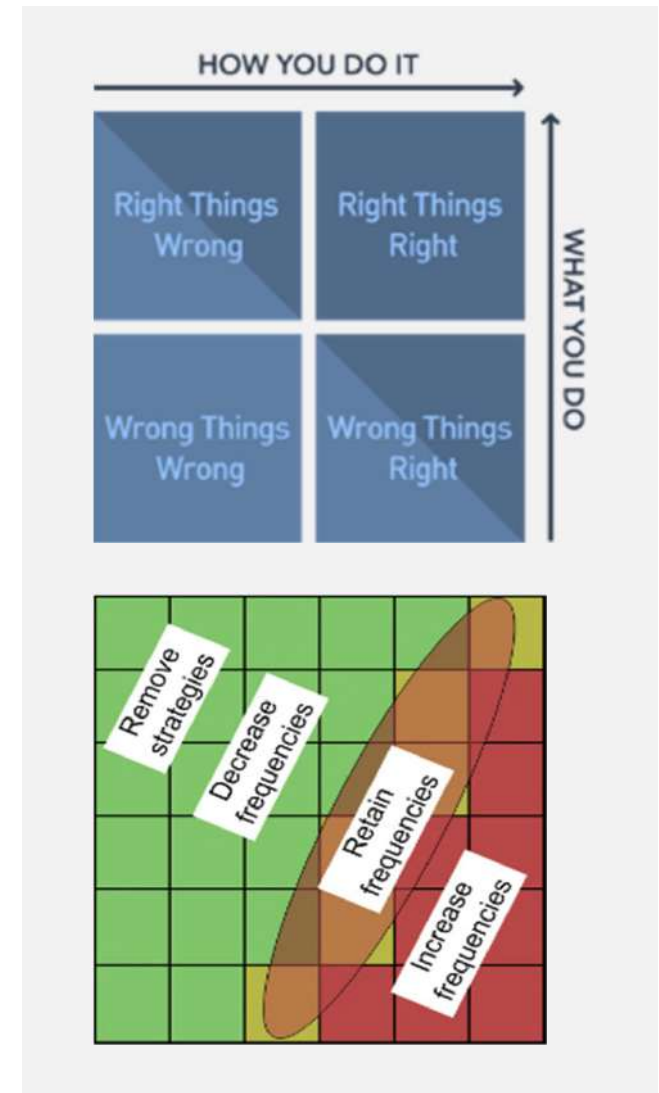 HOW YOU DO IT
Right Things
Wrong
Right Things
Right
WHAT YOU DO
Wrong Things
Wrong
Wrong Things
Right
Remove
strategies
Decrease
frequencies
Retain
frequencies
Increase
frequencies